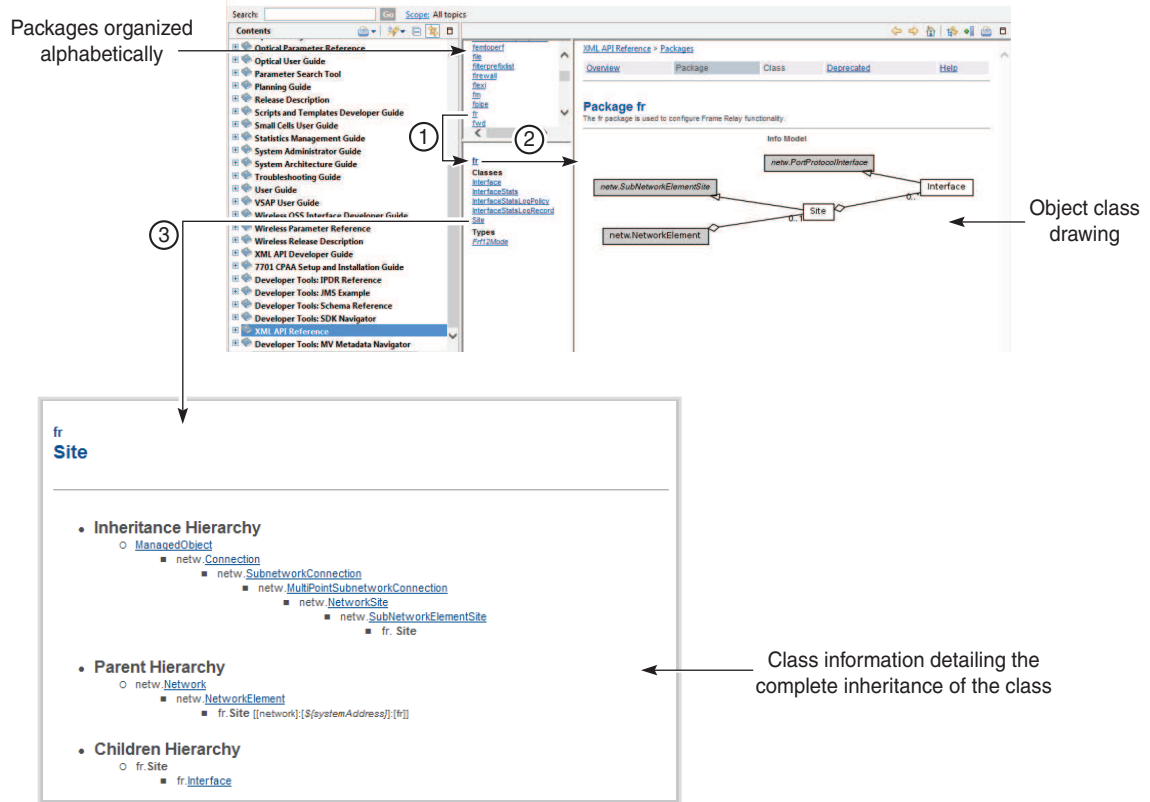 Search:
Go
Scope: All topics
Contents
Packages organized
alphabetically
Optical Parameter Reference
Optical User Guide
Parameter Search Tool
Planning Guide
Release Description
Scripts and Templates Developer Guide
Small Cells User Guide
Statistics Management Guide
System Administrator Guide
System Architecture Guide
Troubleshooting Guide
User Guide
VSAP User Guide
Wireless OSS Interface Developer Guide
Wireless Parameter Reference
Wireless Release Description
XML API Developer Guide
7701 CPAA Setup and Installation Guide
Developer Tools: IPDR Reference
Developer Tools: JMS Example
Developer Tools: Schema Reference
Developer Tools: SDK Navigator
XML API Reference
Developer Tools: MV Metadata Navigator
femtoperf
file
filterprefixlist
firewall
flexi
fm
fpipe
fr
fwd
1
2
3
fr
Classes
Interface
InterfaceStats
InterfaceStatsLogPolicy
InterfaceStatsLogRecord
Site
Types
Frf12Mode
XML API Reference > Packages
Overview Package Class Deprecated Help
Package fr
The fr package is used to configure Frame Relay functionality.
Info Model
netw.PortProtocolInterface
netw.SubNetworkElementSite
Interface
0..*
Site
0..1
netw.NetworkElement
Object class
drawing
fr
Site
• Inheritance Hierarchy
ManagedObject
netw.Connection
netw.SubnetworkConnection
netw.MultiPointSubnetworkConnection
netw.NetworkSite
netw.SubNetworkElementSite
fr. Site
• Parent Hierarchy
netw.Network
netw.NetworkElement
fr.Site [[network]:[${systemAddress}]:[fr]]
• Children Hierarchy
fr.Site
fr.Interface
Class information detailing the
complete inheritance of the class